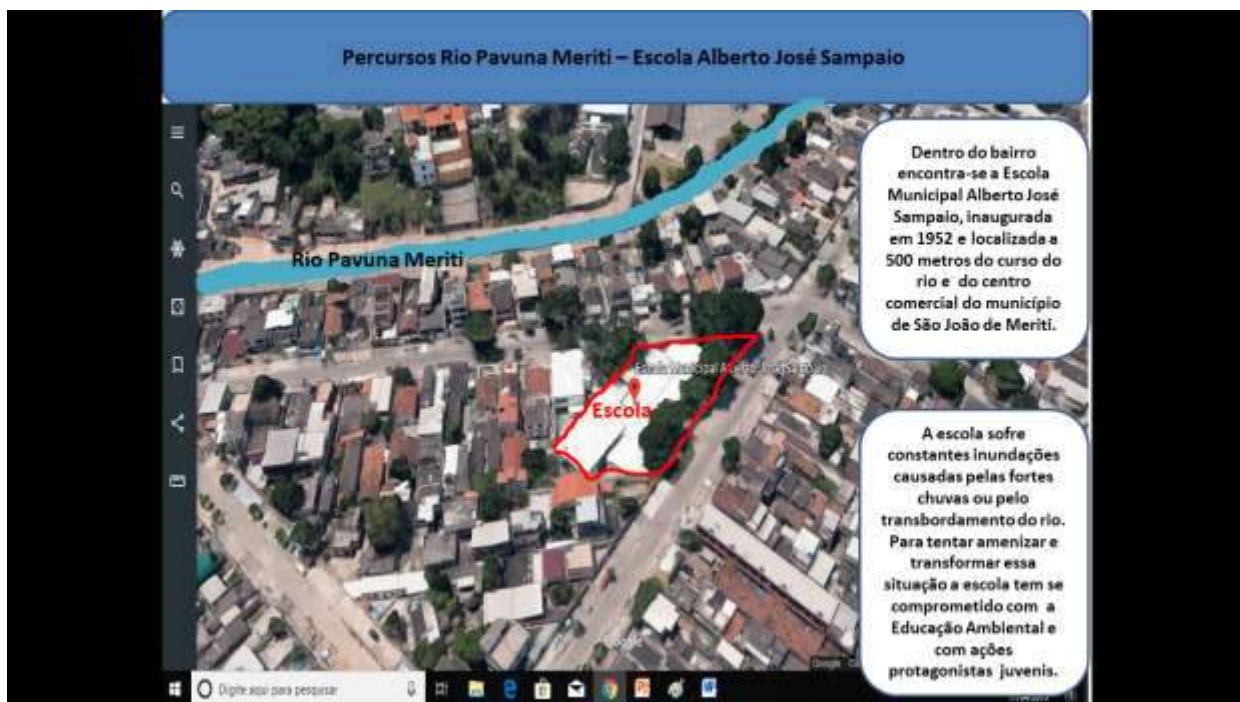 Percursos Rio Pavuna Meriti – Escola Alberto José Sampaio
Dentro do bairro
encontra-se a Escola
Municipal Alberto José
Sampaio, inaugurada
em 1952 e localizada a
500 metros do curso do
rio e do centro
comercial do município
de São João de Meriti.
Rio Pavuna Meriti
Escola Municipal
Escola
A escola sofre
constantes inundações
causadas pelas fortes
chuvas ou pelo
transbordamento do rio.
Para tentar amenizar e
transformar essa
situação a escola tem se
comprometido com a
Educação Ambiental e
com ações
protagonistas juvenis.
Google
Google
Digite aqui para pesquisar